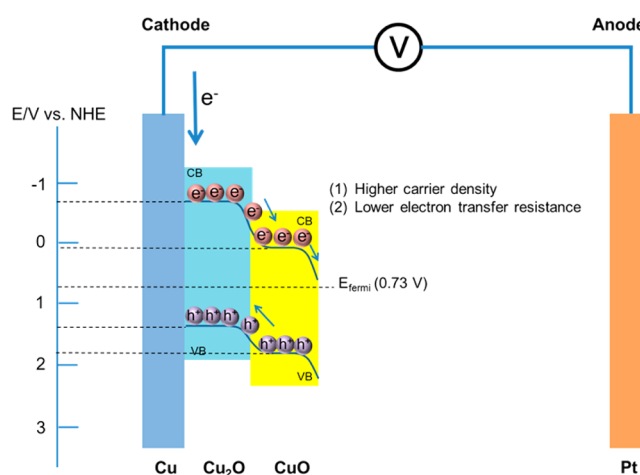 Cathode
Anode
V
e-
E/V vs. NHE
-1
0
1
2
3
CB
e- e- e-
e-
CB
e- e- e-
(1) Higher carrier density
(2) Lower electron transfer resistance
Efermi (0.73 V)
h+ h+ h+
h+
VB
h+ h+ h+
VB
Cu
Cu2O
CuO
Pt